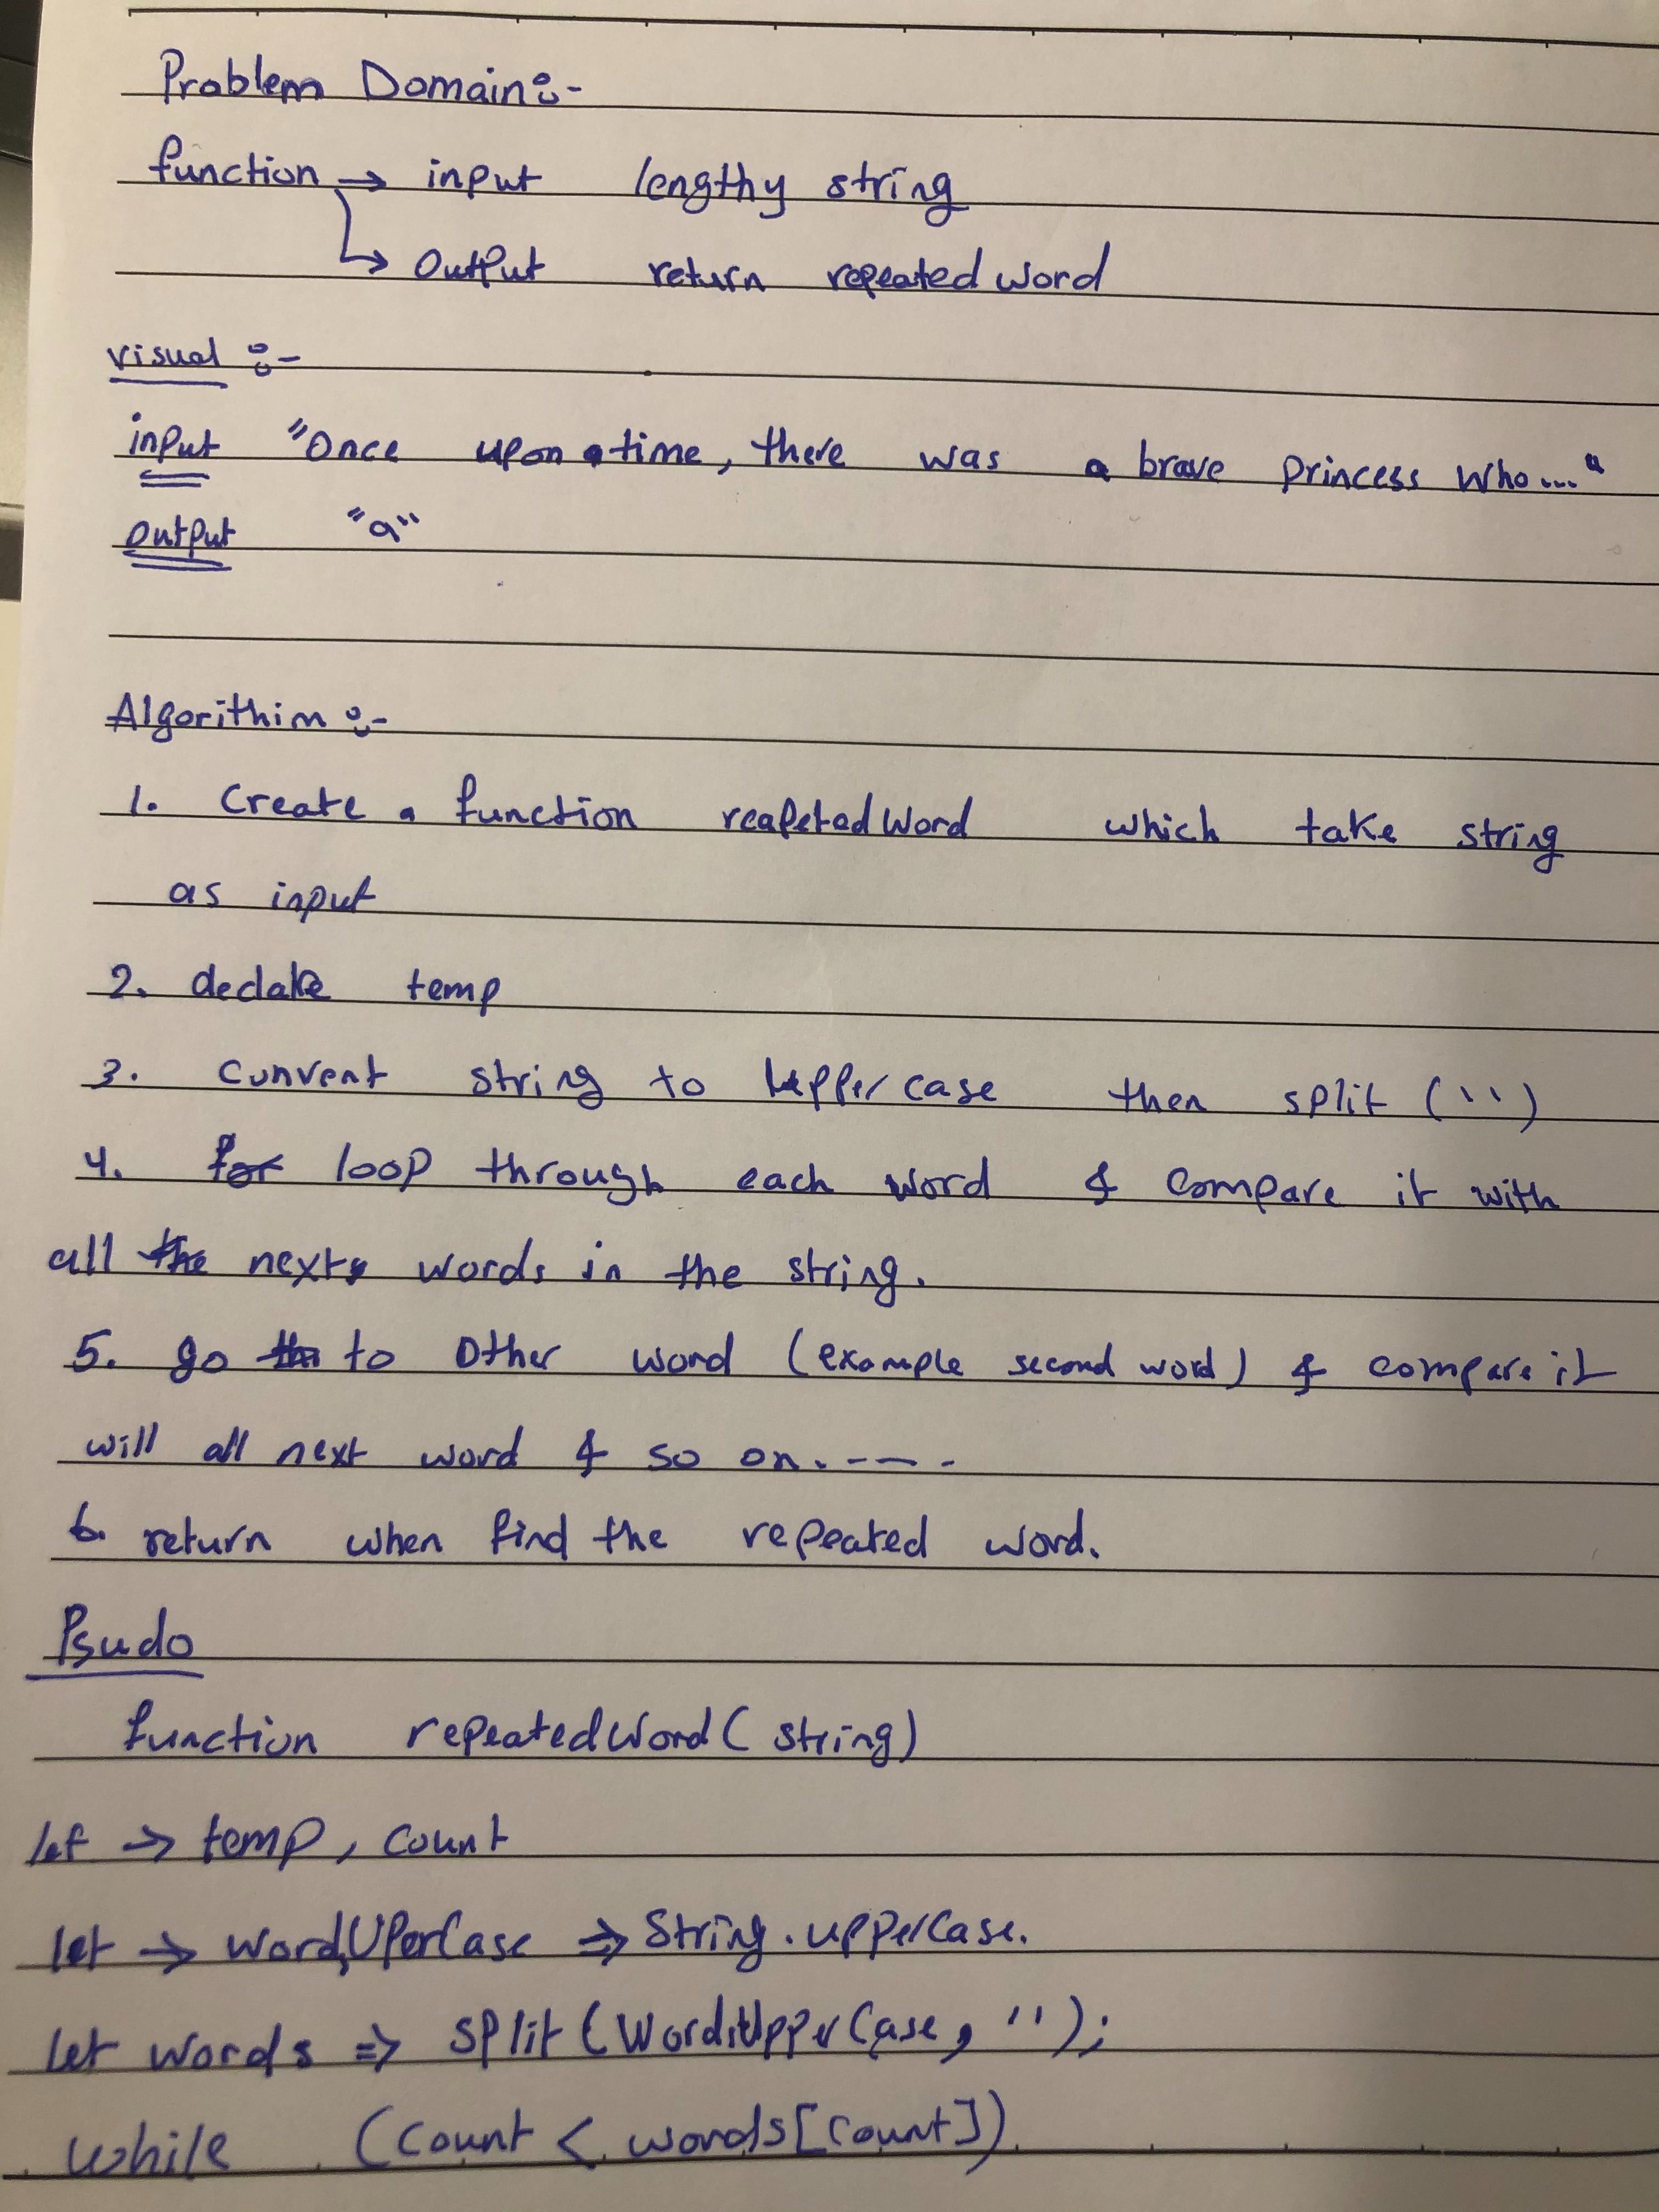 Problem Domain :-
function → input lengthy string
→ Output return repeated word
visual :-
input "Once upon a time, there was a brave princess who..."
output "a"
Algorithim :-
1. Create a function reapetedWord which take string
as input
2. declare temp
3. convert string to upper case then split ('')
4. for loop through each word & compare it with
all the next words in the string.
5. go to other word (example second word) & compare it
will all next word & so on. ---
6. return when find the repeated word.
Psudo
function repeatedWord( string)
let → temp, count
let → wordsUperCase ⇒ String.upperCase.
let words ⇒ split (WordsUpperCase, '');
while (count < words[count])